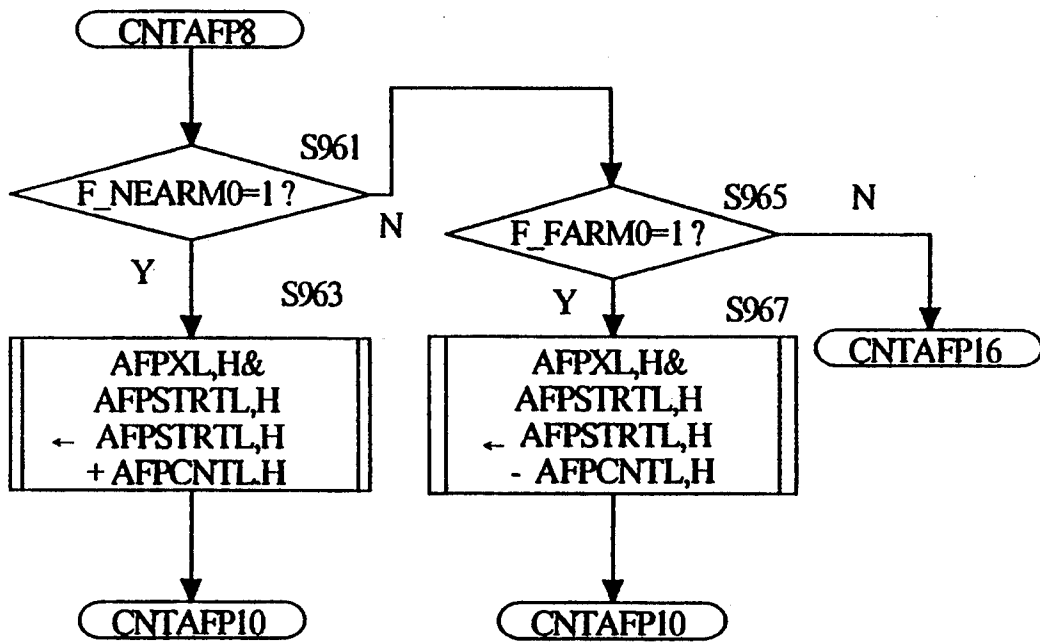 CNTAFP8
S961
F_NEARM0=1 ?
N
Y
S963
AFPXL,H&
AFPSTRTL,H
← AFPSTRTL,H
+ AFPCNTL.H
CNTAFP10
S965
F_FARM0=1 ?
N
Y
S967
AFPXL,H&
AFPSTRTL,H
← AFPSTRTL,H
- AFPCNTL,H
CNTAFP10
CNTAFP16